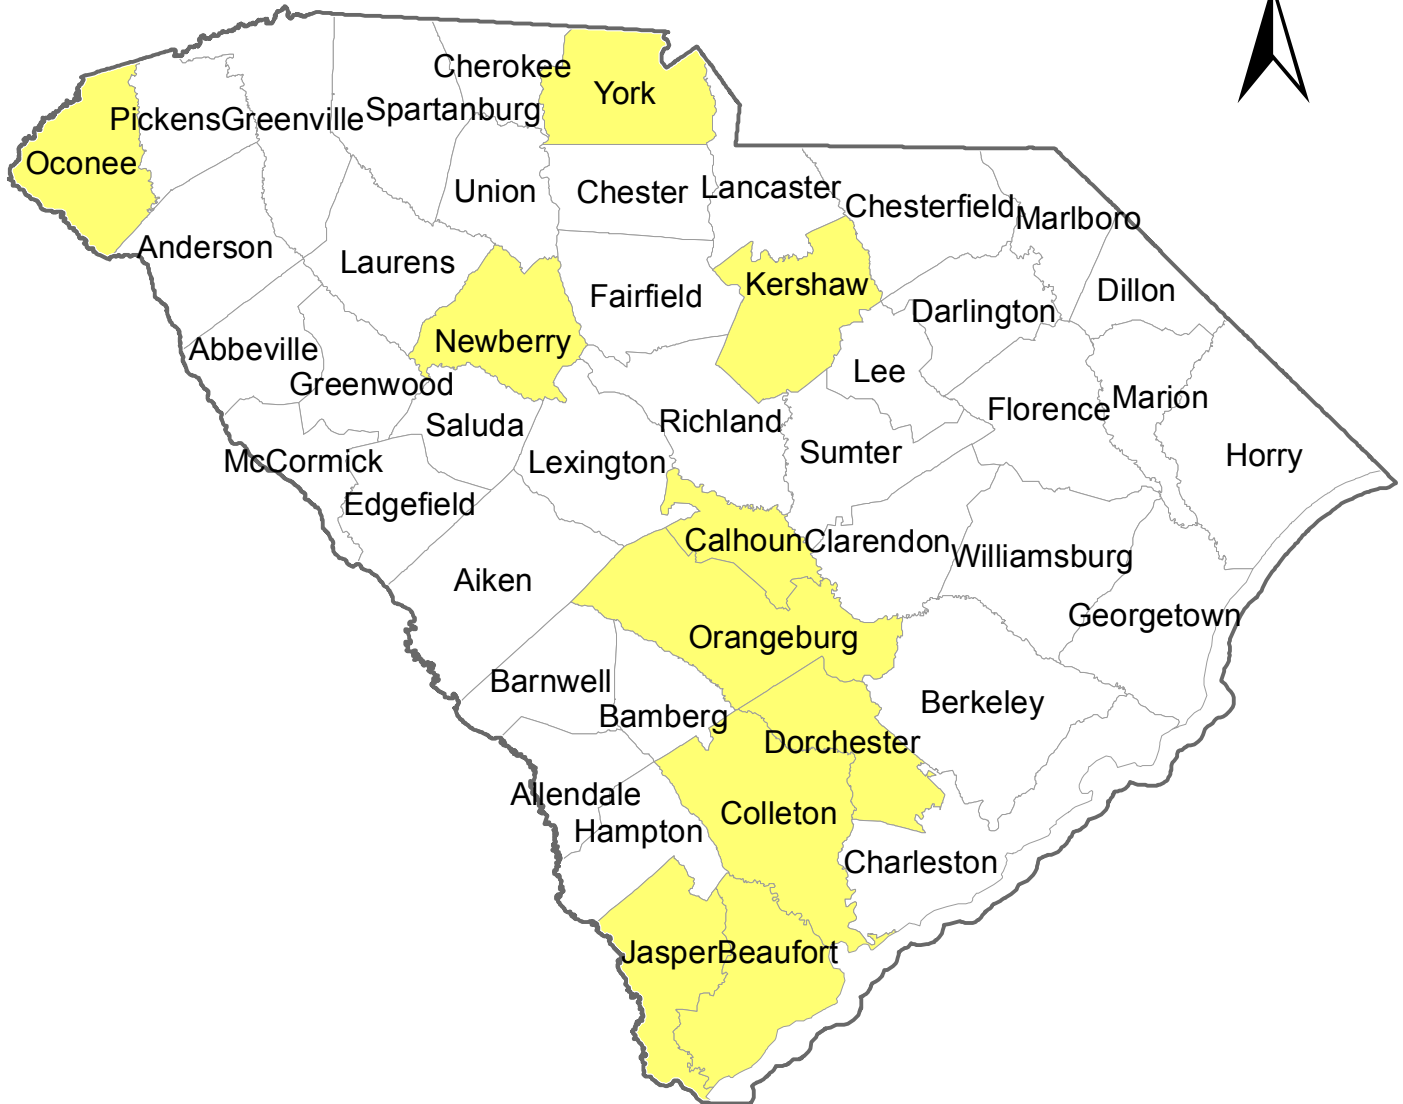 Cherokee
York
Spartanburg
Pickens
Greenville
Oconee
Union
Chester
Lancaster
Chesterfield
Marlboro
Anderson
Laurens
Kershaw
Fairfield
Dillon
Darlington
Newberry
Abbeville
Greenwood
Lee
Marion
Florence
Saluda
Richland
Sumter
Horry
McCormick
Lexington
Edgefield
Calhoun
Clarendon
Williamsburg
Aiken
Georgetown
Orangeburg
Barnwell
Bamberg
Berkeley
Dorchester
Allendale
Colleton
Hampton
Charleston
Jasper
Beaufort